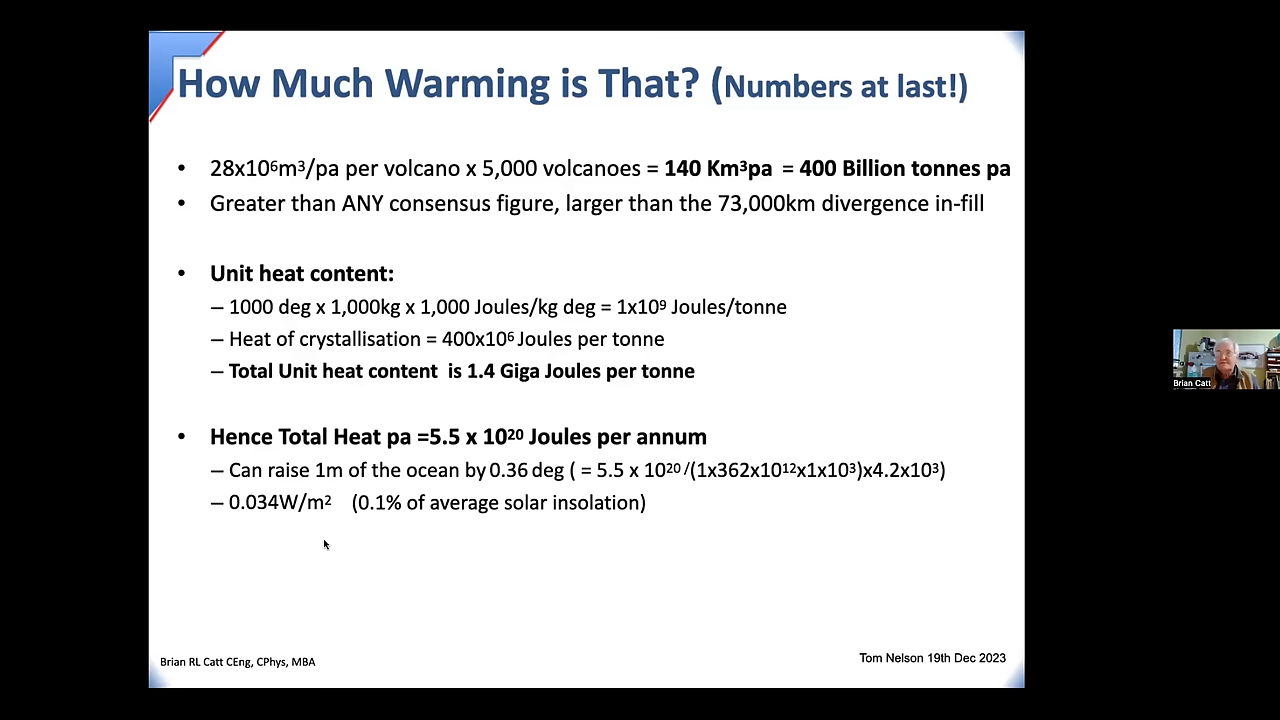 How Much Warming is That? (Numbers at last!)
• 28x10⁶m³/pa per volcano x 5,000 volcanoes = 140 Km³pa = 400 Billion tonnes pa
• Greater than ANY consensus figure, larger than the 73,000km divergence in-fill
• Unit heat content:
– 1000 deg x 1,000kg x 1,000 Joules/kg deg = 1x10⁹ Joules/tonne
– Heat of crystallisation = 400x10⁶ Joules per tonne
– Total Unit heat content is 1.4 Giga Joules per tonne
• Hence Total Heat pa =5.5 x 10²⁰ Joules per annum
– Can raise 1m of the ocean by 0.36 deg ( = 5.5 x 10²⁰ /(1x362x10¹²x1x10³)x4.2x10³)
– 0.034W/m² (0.1% of average solar insolation)
Brian Catt
Brian RL Catt CEng, CPhys, MBA
Tom Nelson 19th Dec 2023